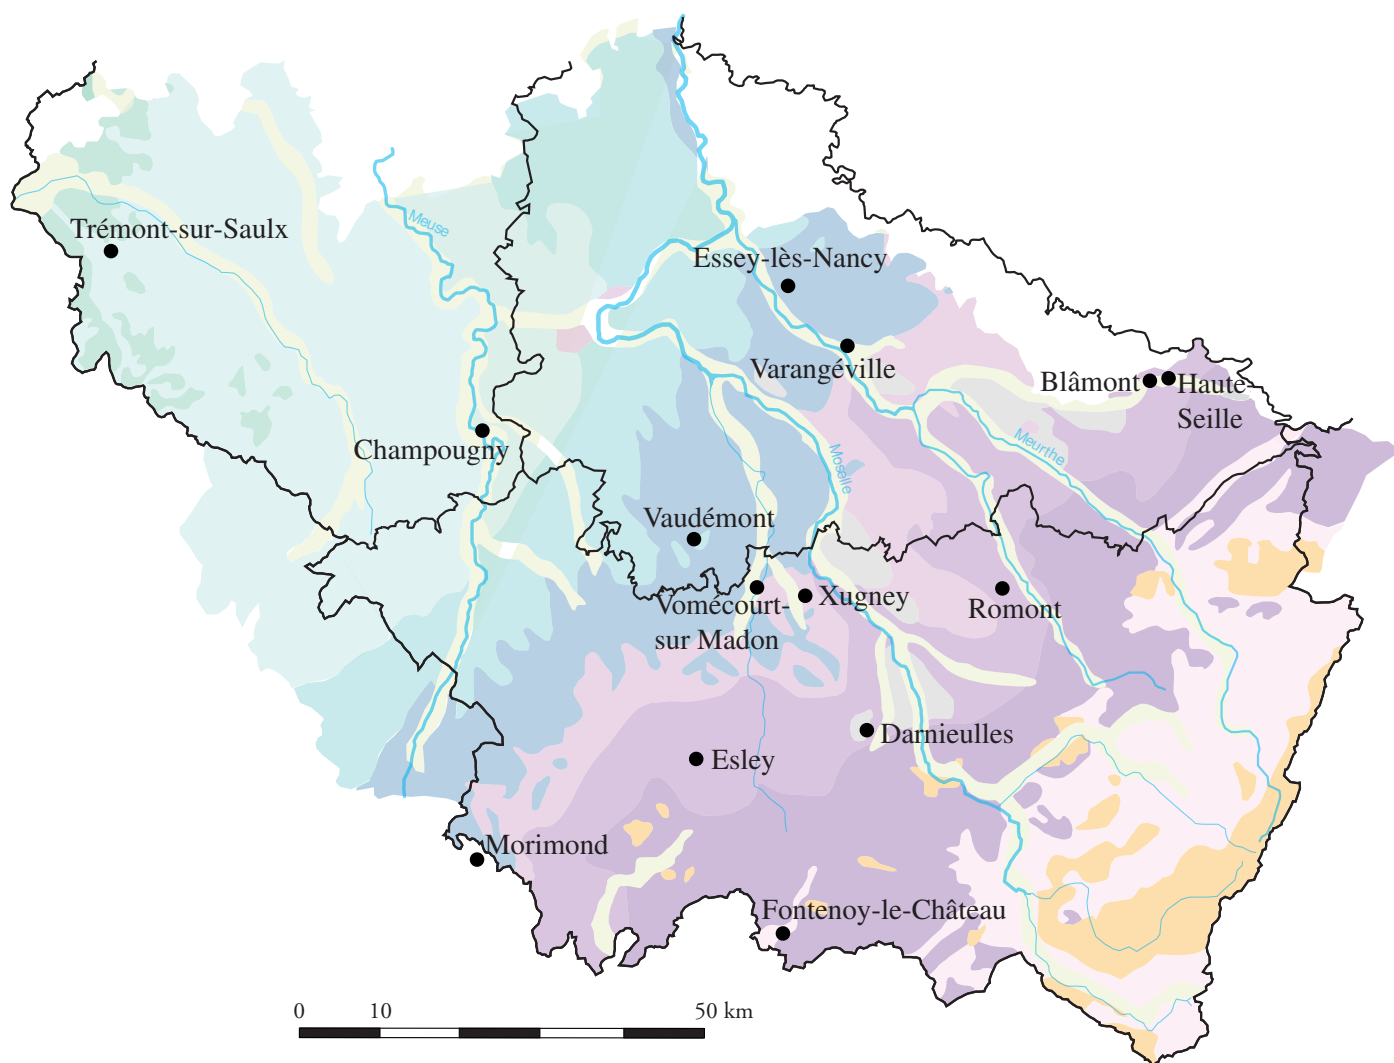 Meuse
Trémont-sur-Saulx
Essey-lès-Nancy
Varangéville
Blâmont
Haute
Seille
Champougny
Meurthe
Moselle
Vaudémont
Vomécourt-
sur Madon
Xugney
Romont
Darnieulles
Esley
Morimond
Fontenoy-le-Château
0 10 50 km